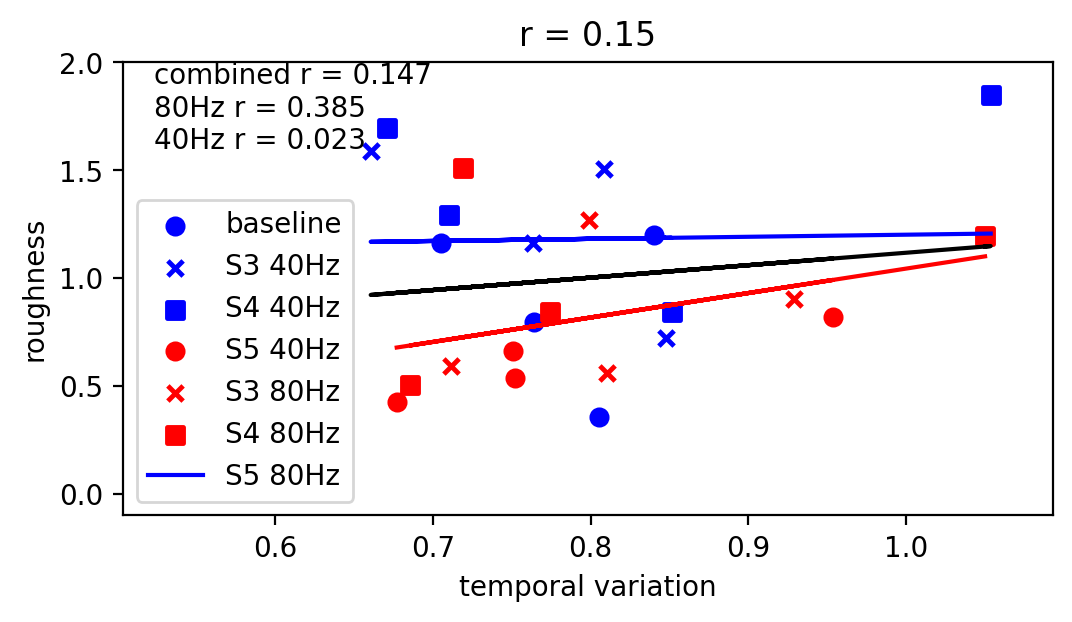 r = 0.15
combined r = 0.147
80Hz r = 0.385
40Hz r = 0.023
baseline
S3 40Hz
S4 40Hz
S5 40Hz
S3 80Hz
S4 80Hz
S5 80Hz
2.0
1.5
1.0
0.5
0.0
roughness
0.6 0.7 0.8 0.9 1.0
temporal variation